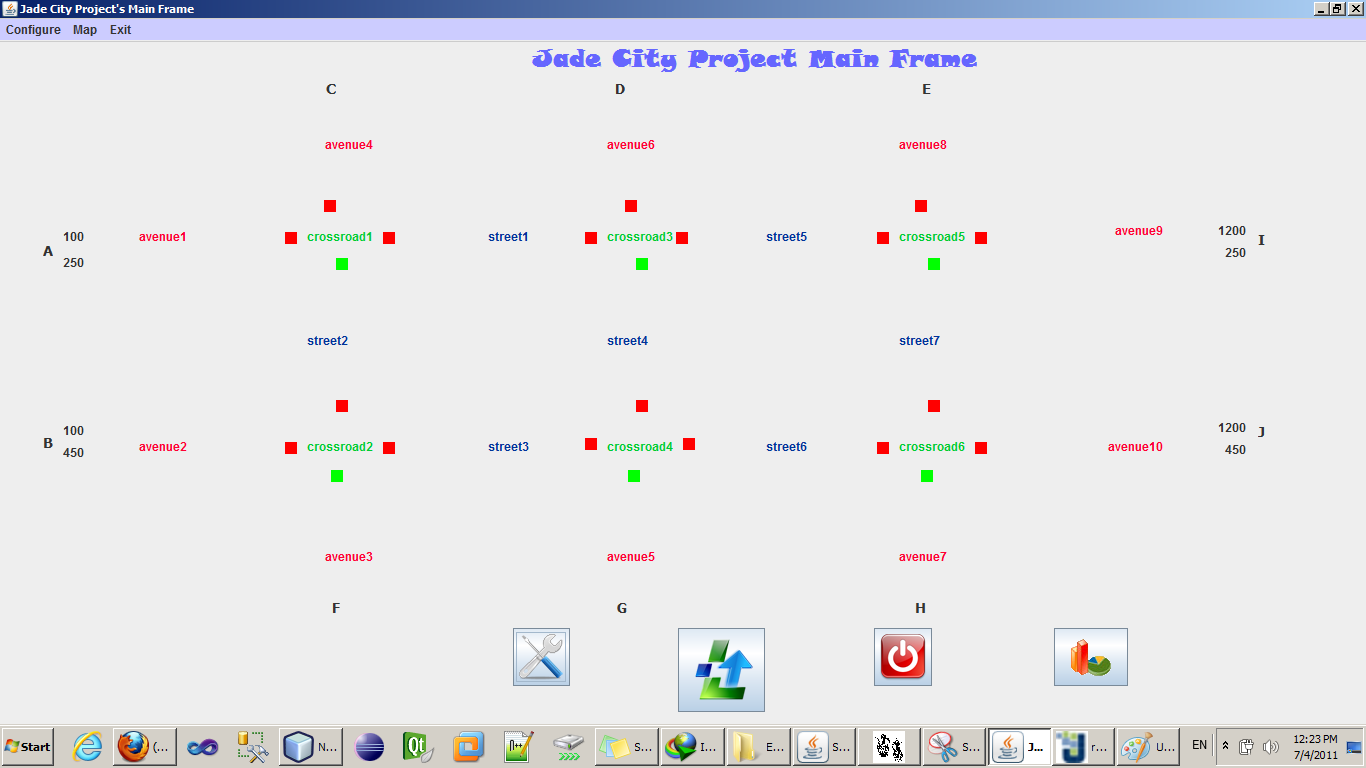 Jade City Project's Main Frame
Configure Map Exit
Jade City Project Main Frame
C D E
avenue4 avenue6 avenue8
A 100 avenue1 crossroad1 street1 crossroad3 street5 crossroad5 avenue9 1200 I
250 250
street2 street4 street7
B 100 avenue2 crossroad2 street3 crossroad4 street6 crossroad6 avenue10 1200 J
450 450
avenue3 avenue5 avenue7
F G H
Start (... N... Qt S... I... E... S... S... J... r... U... EN 12:23 PM
7/4/2011